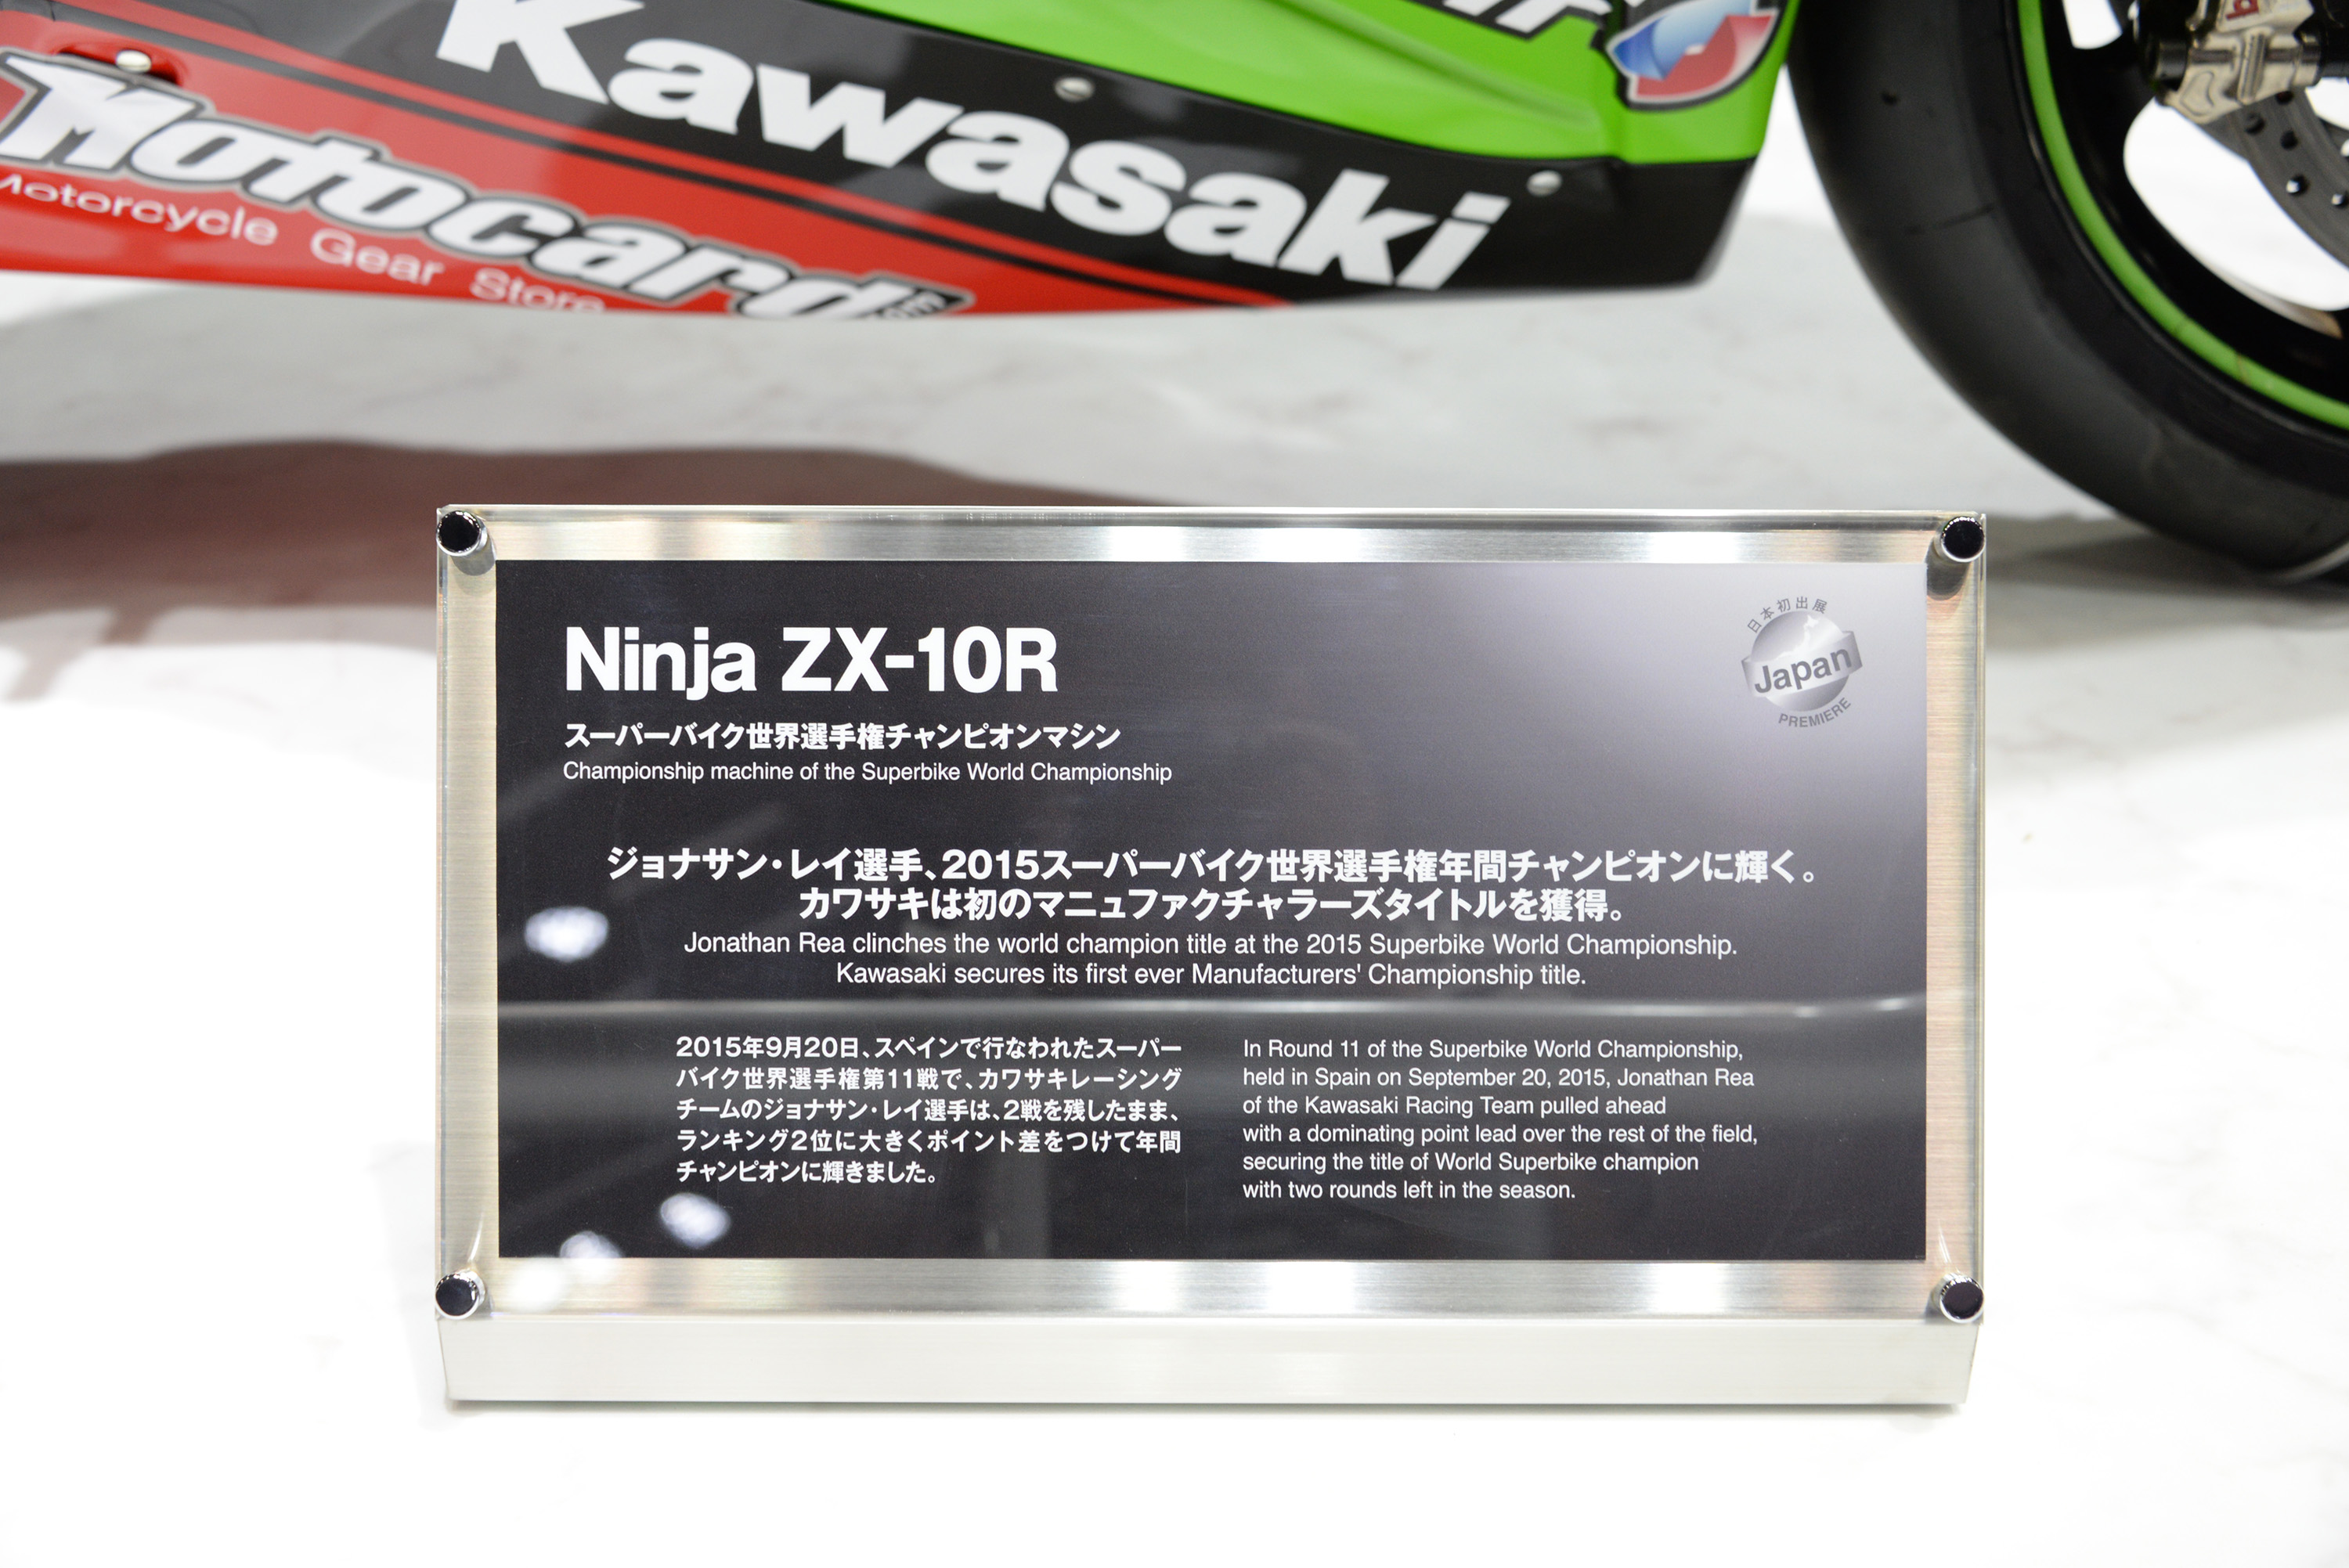 Kawasaki
Motocard
Motorcycle Gear Store
Ninja ZX-10R
日本初出展
Japan
PREMIERE
スーパーバイク世界選手権チャンピオンマシン
Championship machine of the Superbike World Championship
ジョナサン・レイ選手、2015スーパーバイク世界選手権年間チャンピオンに輝く。
カワサキは初のマニュファクチャラーズタイトルを獲得。
Jonathan Rea clinches the world champion title at the 2015 Superbike World Championship.
Kawasaki secures its first ever Manufacturers' Championship title.
2015年9月20日、スペインで行なわれたスーパー
バイク世界選手権第11戦で、カワサキレーシング
チームのジョナサン・レイ選手は、2戦を残したまま、
ランキング2位に大きくポイント差をつけて年間
チャンピオンに輝きました。
In Round 11 of the Superbike World Championship,
held in Spain on September 20, 2015, Jonathan Rea
of the Kawasaki Racing Team pulled ahead
with a dominating point lead over the rest of the field,
securing the title of World Superbike champion
with two rounds left in the season.